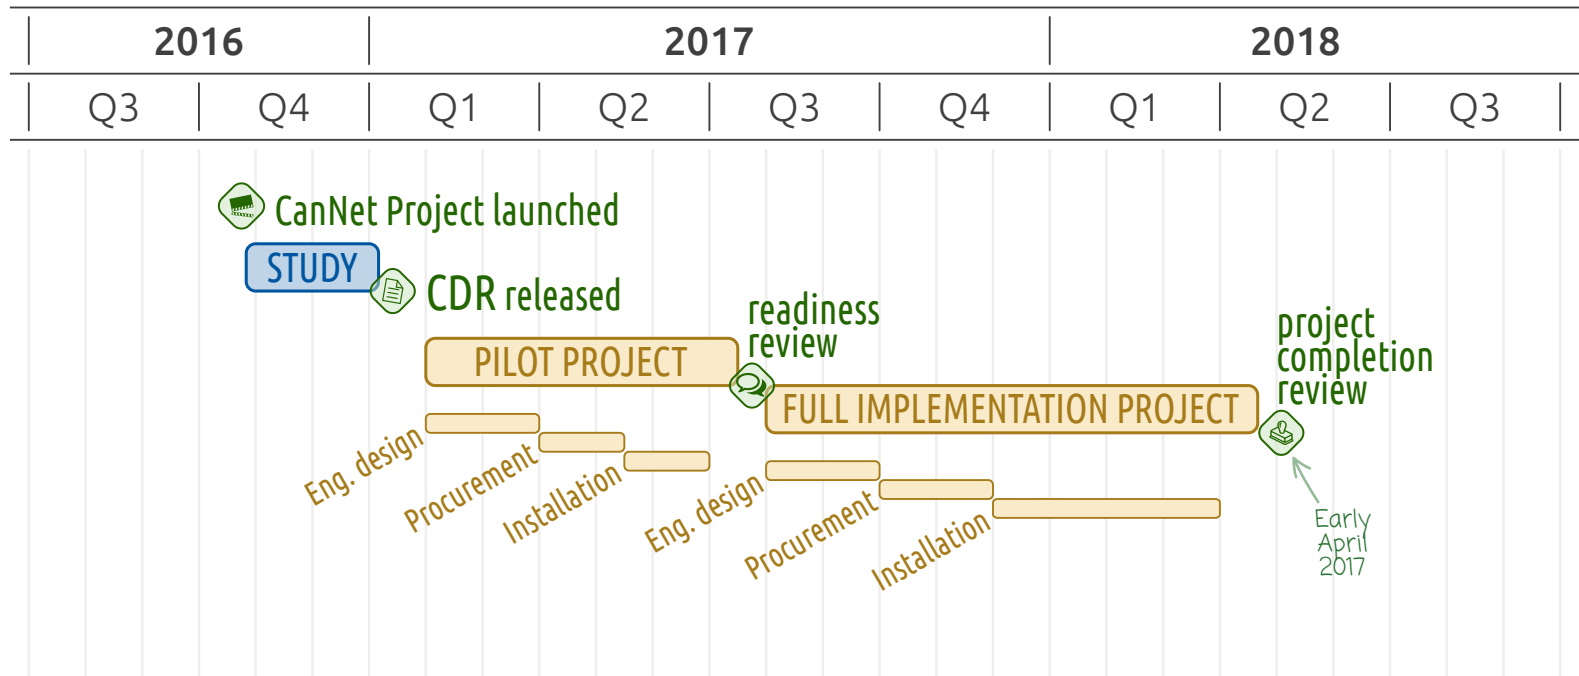 2016 2017 2018
Q3 Q4 Q1 Q2 Q3 Q4 Q1 Q2 Q3
CanNet Project launched
STUDY
CDR released
readiness
review
PILOT PROJECT
project
completion
review
FULL IMPLEMENTATION PROJECT
Eng. design
Procurement
Installation
Eng. design
Procurement
Installation
Early
April
2017